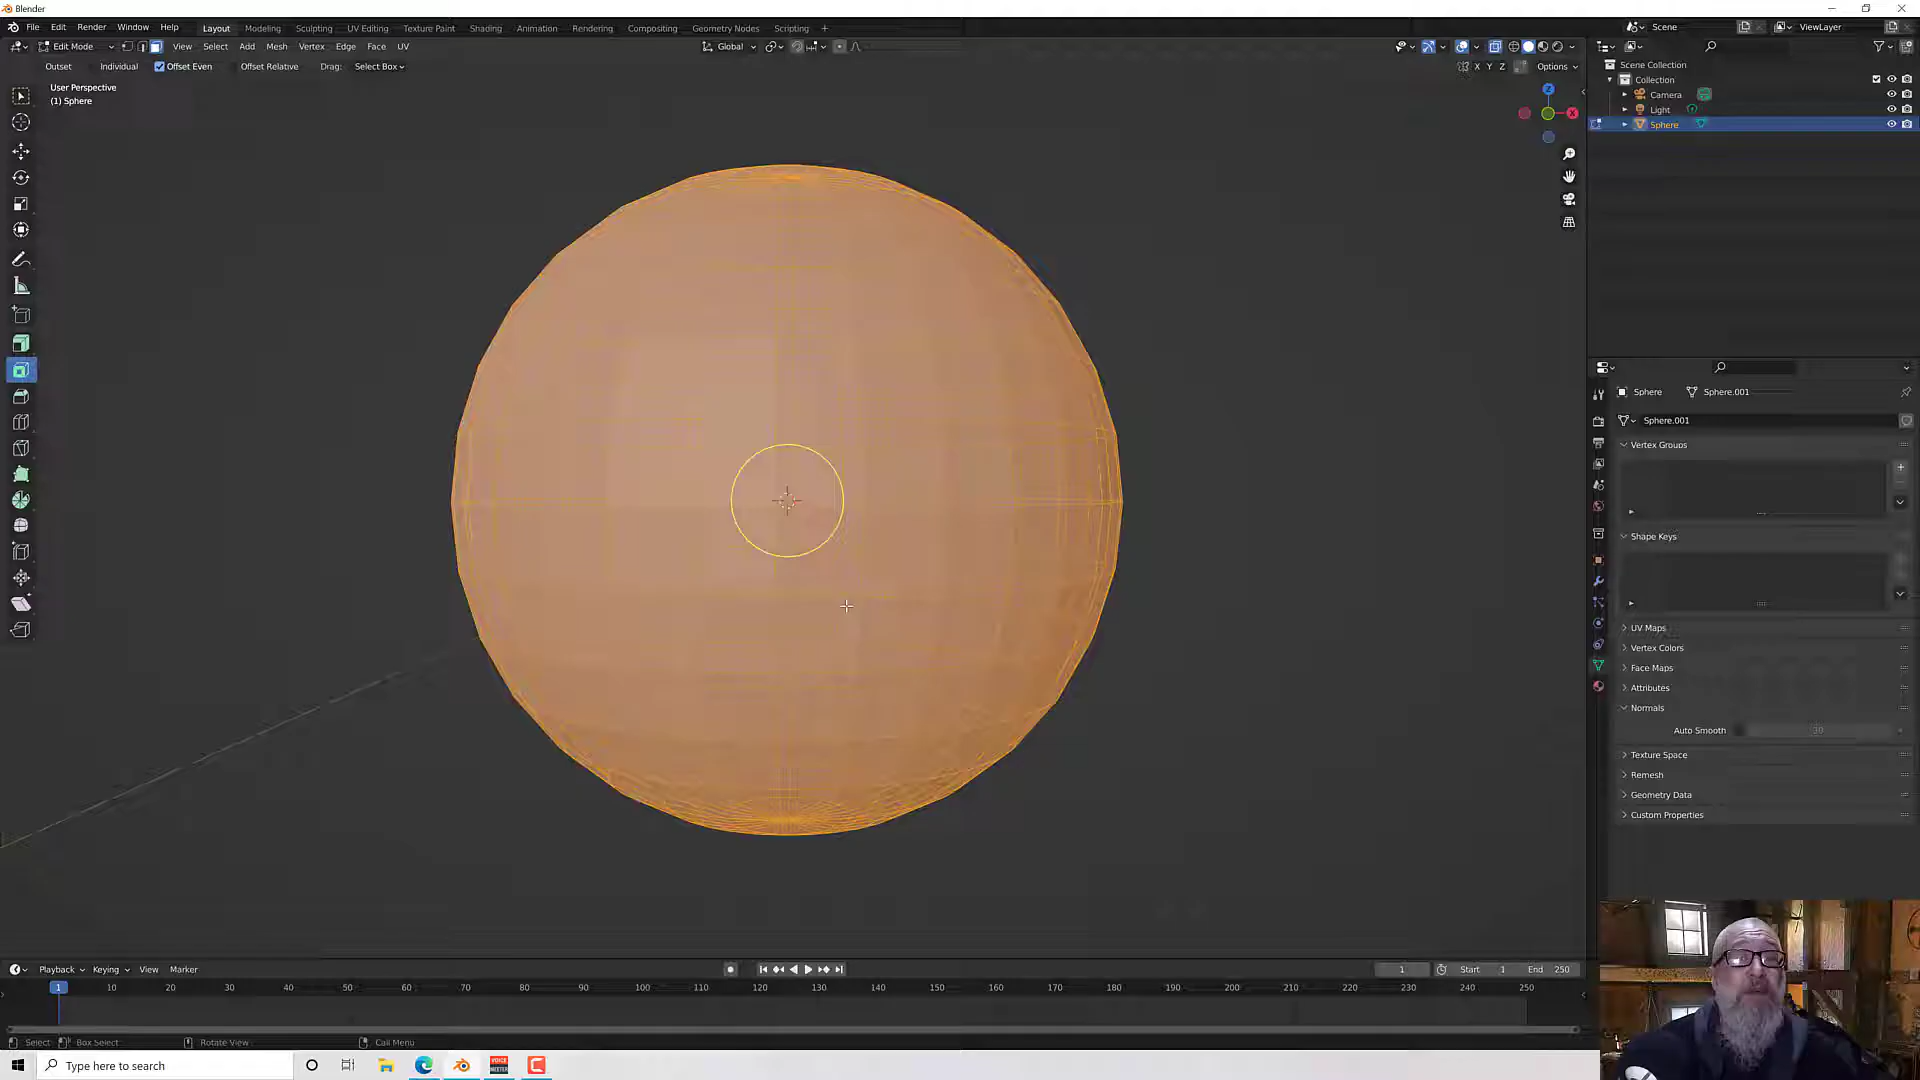 Blender
File Edit Render Window Help Layout Modeling Sculpting UV Editing Texture Paint Shading Animation Rendering Compositing Geometry Nodes Scripting + Scene ViewLayer
Edit Mode View Select Add Mesh Vertex Edge Face UV Global
Outset Individual Offset Even Offset Relative Drag: Select Box X Y Z Options
User Perspective
(1) Sphere
Z
X
Scene Collection
Collection
Camera
Light
Sphere
Sphere Sphere.001
Sphere.001
Vertex Groups
Shape Keys
UV Maps
Vertex Colors
Face Maps
Attributes
Normals
Auto Smooth 30
Texture Space
Remesh
Geometry Data
Custom Properties
Playback Keying View Marker 1 Start 1 End 250
1 10 20 30 40 50 60 70 80 90 100 110 120 130 140 150 160 170 180 190 200 210 220 230 240 250
Select Box Select Rotate View Call Menu
Type here to search
VOICE
MEETER